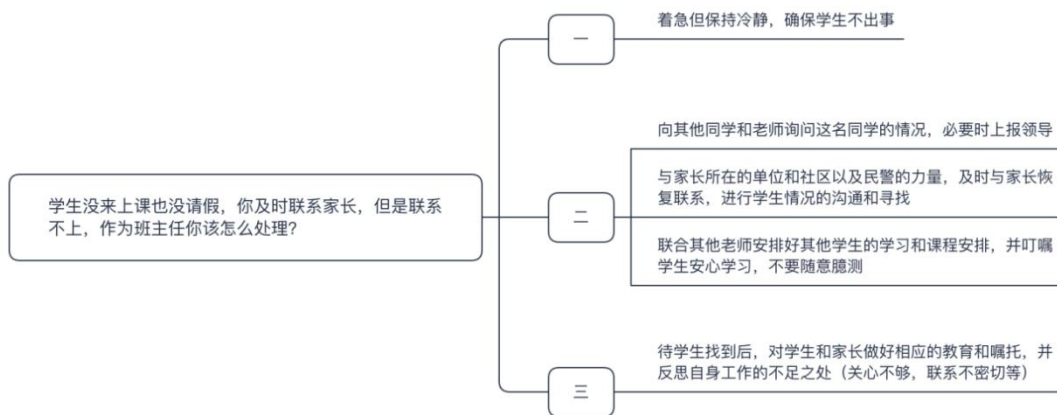 学生没来上课也没请假，你及时联系家长，但是联系
不上，作为班主任你该怎么处理？
一
着急但保持冷静，确保学生不出事
二
向其他同学和老师询问这名同学的情况，必要时上报领导
与家长所在的单位和社区以及民警的力量，及时与家长恢
复联系，进行学生情况的沟通和寻找
联合其他老师安排好其他学生的学习和课程安排，并叮嘱
学生安心学习，不要随意臆测
三
待学生找到后，对学生和家长做好相应的教育和嘱托，并
反思自身工作的不足之处（关心不够，联系不密切等）